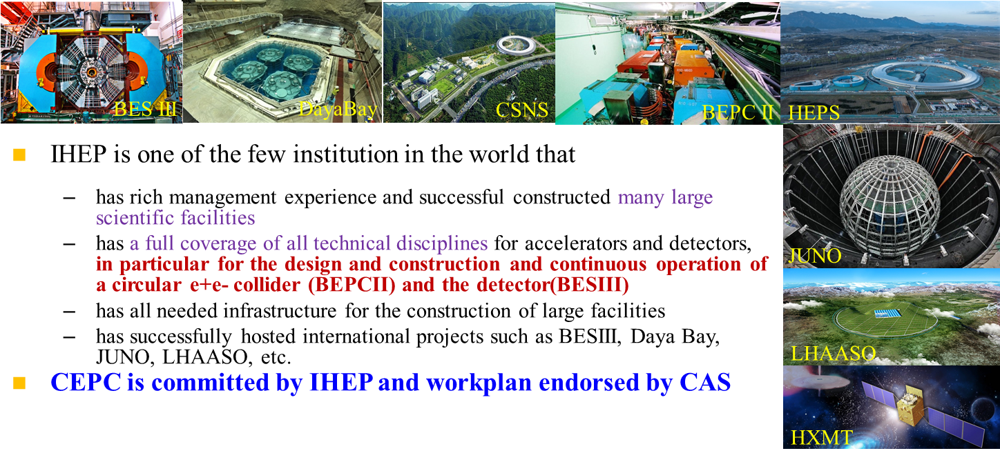 BES III
DayaBay
CSNS
BEPC II
HEPS
IHEP is one of the few institution in the world that
– has rich management experience and successful constructed many large
scientific facilities
– has a full coverage of all technical disciplines for accelerators and detectors,
in particular for the design and construction and continuous operation of
a circular e+e- collider (BEPCII) and the detector(BESIII)
– has all needed infrastructure for the construction of large facilities
– has successfully hosted international projects such as BESIII, Daya Bay,
JUNO, LHAASO, etc.
CEPC is committed by IHEP and workplan endorsed by CAS
JUNO
LHAASO
HXMT